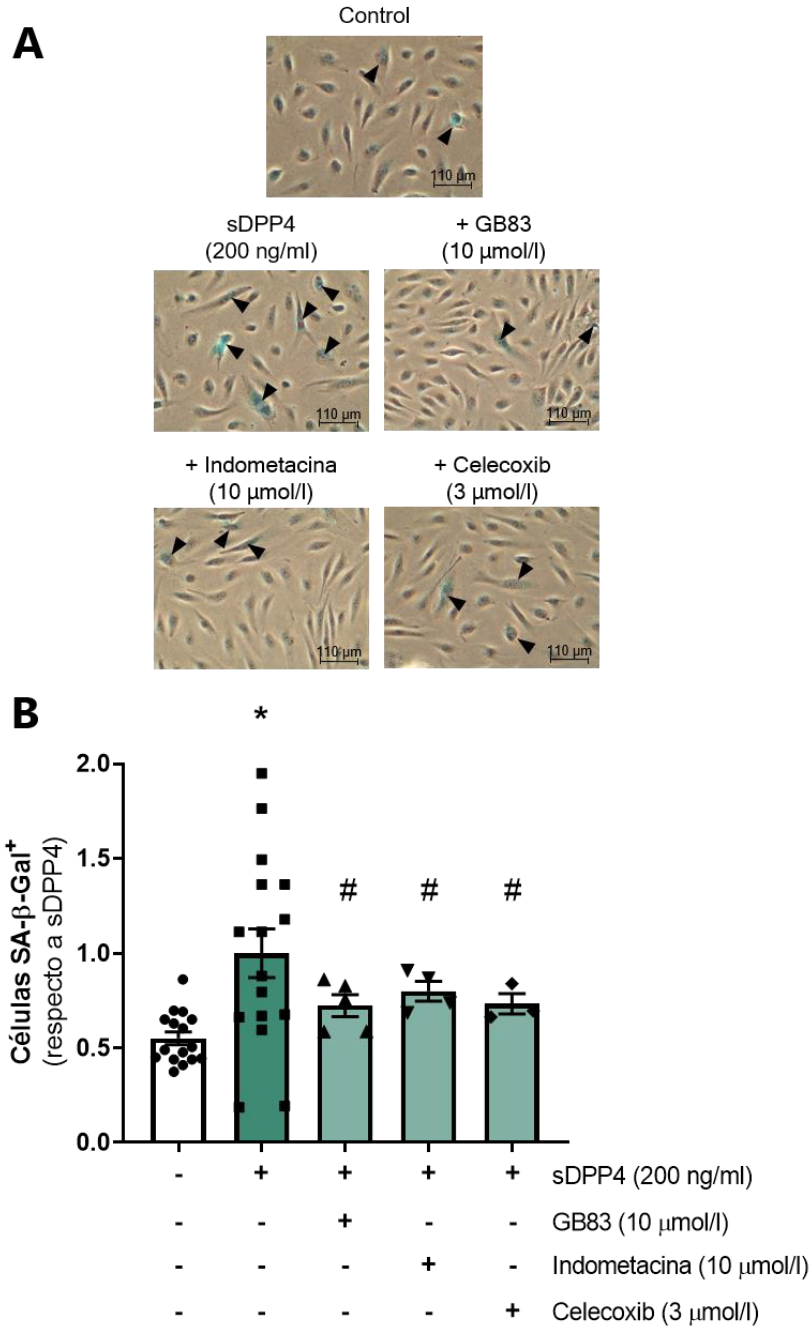 A
Control
110 µm
sDPP4
(200 ng/ml)
+ GB83
(10 µmol/l)
110 µm
110 µm
+ Indometacina
(10 µmol/l)
+ Celecoxib
(3 µmol/l)
110 µm
110 µm
B
*
# # #
Células SA-β-Gal+
(respecto a sDPP4)
2.0
1.5
1.0
0.5
0.0
- + + + + sDPP4 (200 ng/ml)
- - + - - GB83 (10 µmol/l)
- - - + - Indometacina (10 µmol/l)
- - - - + Celecoxib (3 µmol/l)